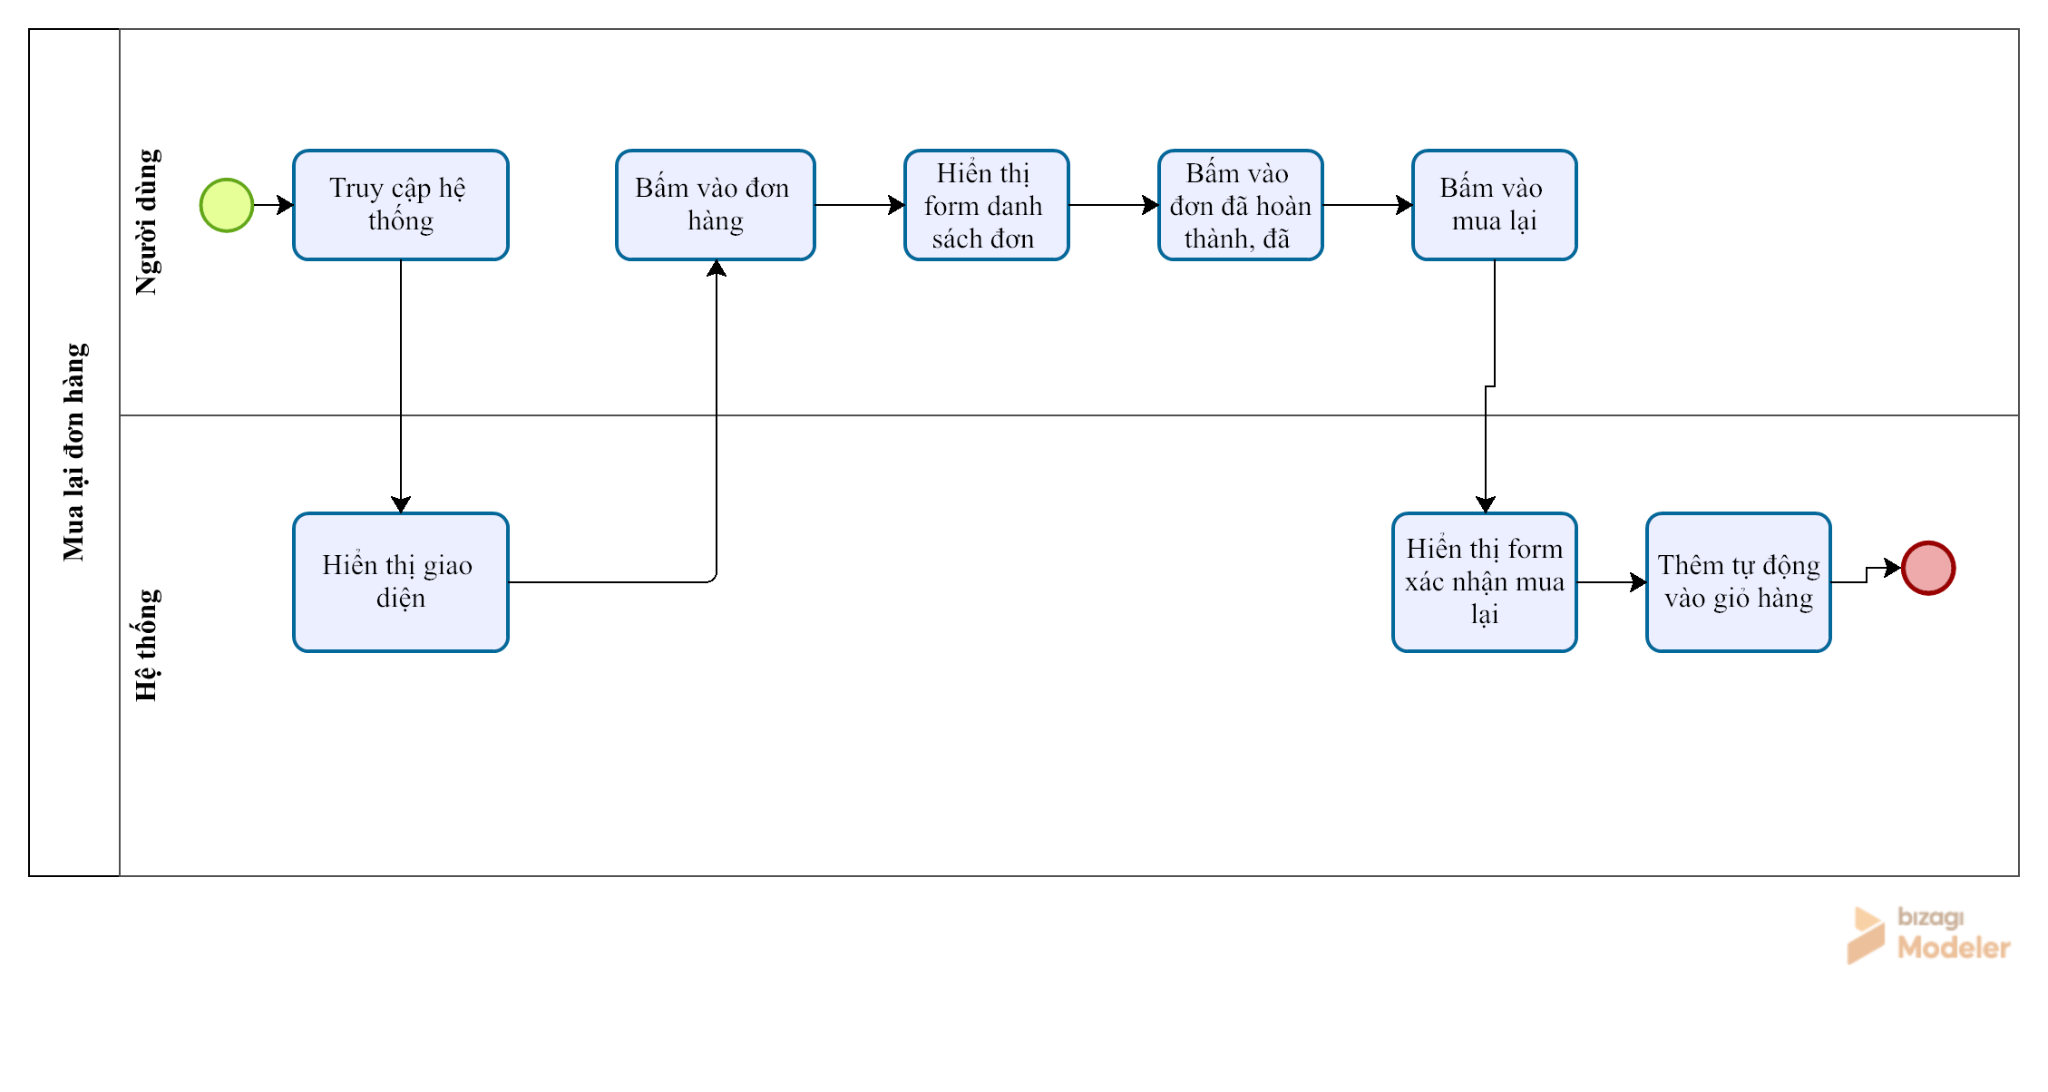 Mua lại đơn hàng
Người dùng
Truy cập hệ
thống
Bấm vào đơn
hàng
Hiển thị
form danh
sách đơn
Bấm vào
đơn đã hoàn
thành, đã
Bấm vào
mua lại
Hệ thống
Hiển thị giao
diện
Hiển thị form
xác nhận mua
lại
Thêm tự động
vào giỏ hàng
bizagi
Modeler